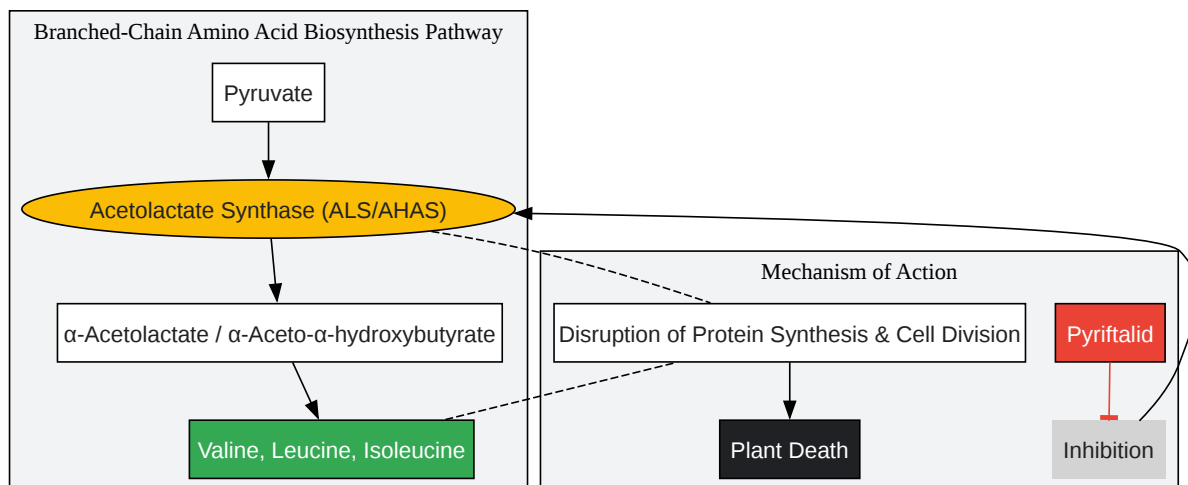 Branched-Chain Amino Acid Biosynthesis Pathway
Pyruvate
Acetolactate Synthase (ALS/AHAS)
α-Acetolactate / α-Aceto-α-hydroxybutyrate
Valine, Leucine, Isoleucine
Mechanism of Action
Disruption of Protein Synthesis & Cell Division
Pyriftalid
Plant Death
Inhibition